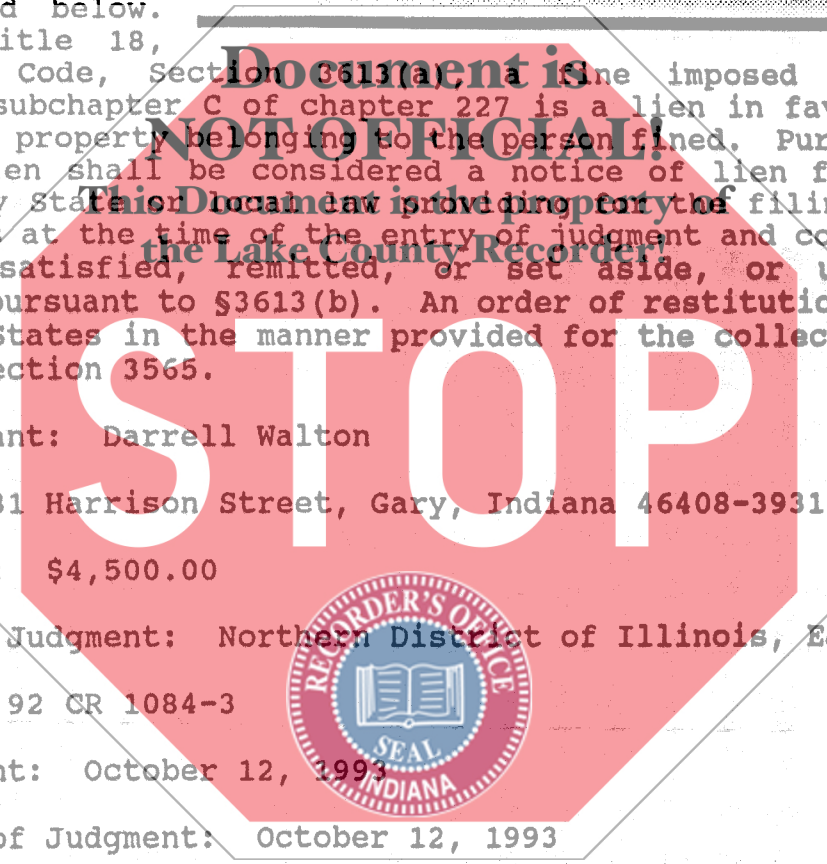 d below.
itle 18,
Document is
Code, Section 3613(a), a fine imposed
subchapter C of chapter 227 is a lien in fav
NOT OFFICIAL!
property belonging to the person fined. Pur
en shall be considered a notice of lien f
This Document is the property of
y State or local law providing for the filin
at the time of the entry of judgment and co
the Lake County Recorder!
satisfied, remitted, or set aside, or u
pursuant to §3613(b). An order of restitutio
States in the manner provided for the collec
ection 3565.
STOP
ant: Darrell Walton
31 Harrison Street, Gary, Indiana 46408-3931
$4,500.00
RECORDER'S OFFICE
Judgment: Northern District of Illinois, Ea
92 CR 1084-3
SEAL
INDIANA
nt: October 12, 1993
of Judgment: October 12, 1993